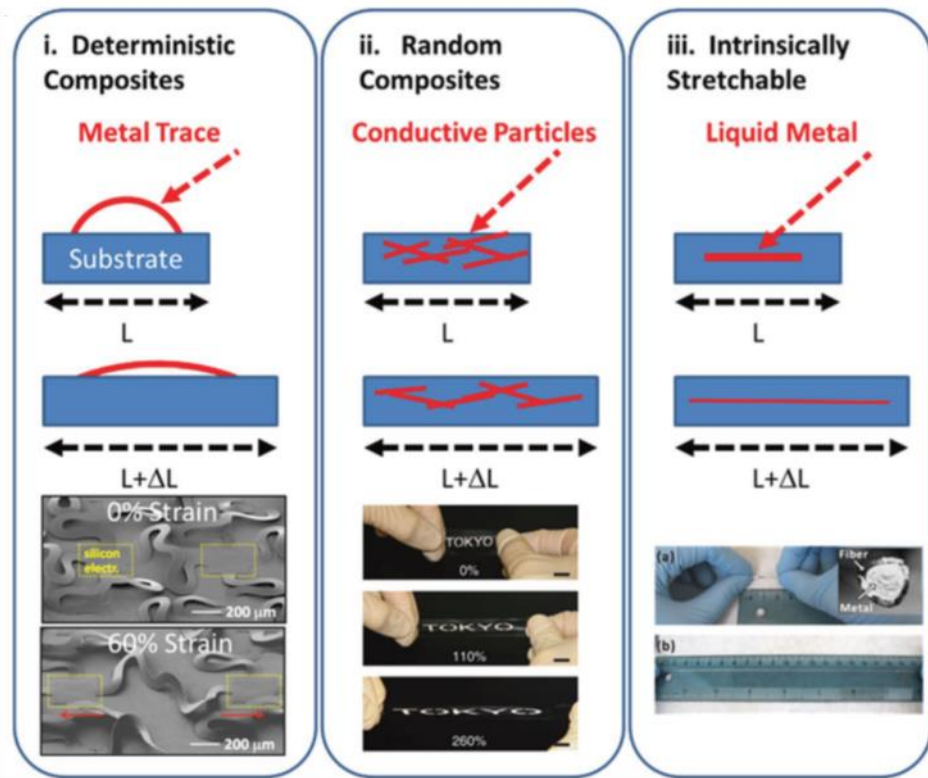 i. Deterministic
Composites
Metal Trace
Substrate
L
L+ΔL
0% Strain
silicon
electr.
200 μm
60% Strain
200 μm
ii. Random
Composites
Conductive Particles
L
L+ΔL
TOKYO
0%
TOKYO
110%
TOKYO
260%
iii. Intrinsically
Stretchable
Liquid Metal
L
L+ΔL
(a)
Fiber
Metal
(b)